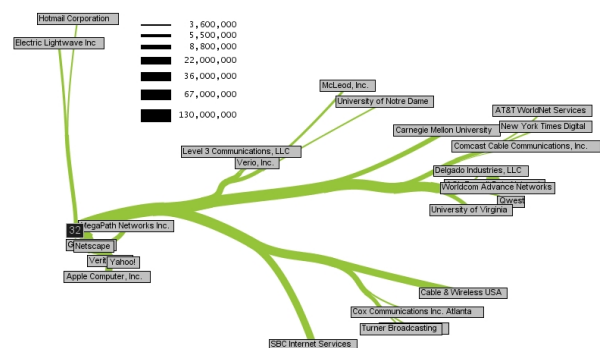 Hotmail Corporation
Electric Lightwave Inc
3,600,000
5,500,000
8,800,000
22,000,000
36,000,000
67,000,000
130,000,000
McLeod, Inc.
University of Notre Dame
AT&T WorldNet Services
New York Times Digital
Carnegie Mellon University
Comcast Cable Communications, Inc.
Level 3 Communications, LLC
Verio, Inc.
Delgado Industries, LLC
Worldcom Advance Networks
Qwest
University of Virginia
MegaPath Networks Inc.
32
Netscape
Yahoo!
Apple Computer, Inc.
Cable & Wireless USA
Cox Communications Inc. Atlanta
Turner Broadcasting
SBC Internet Services